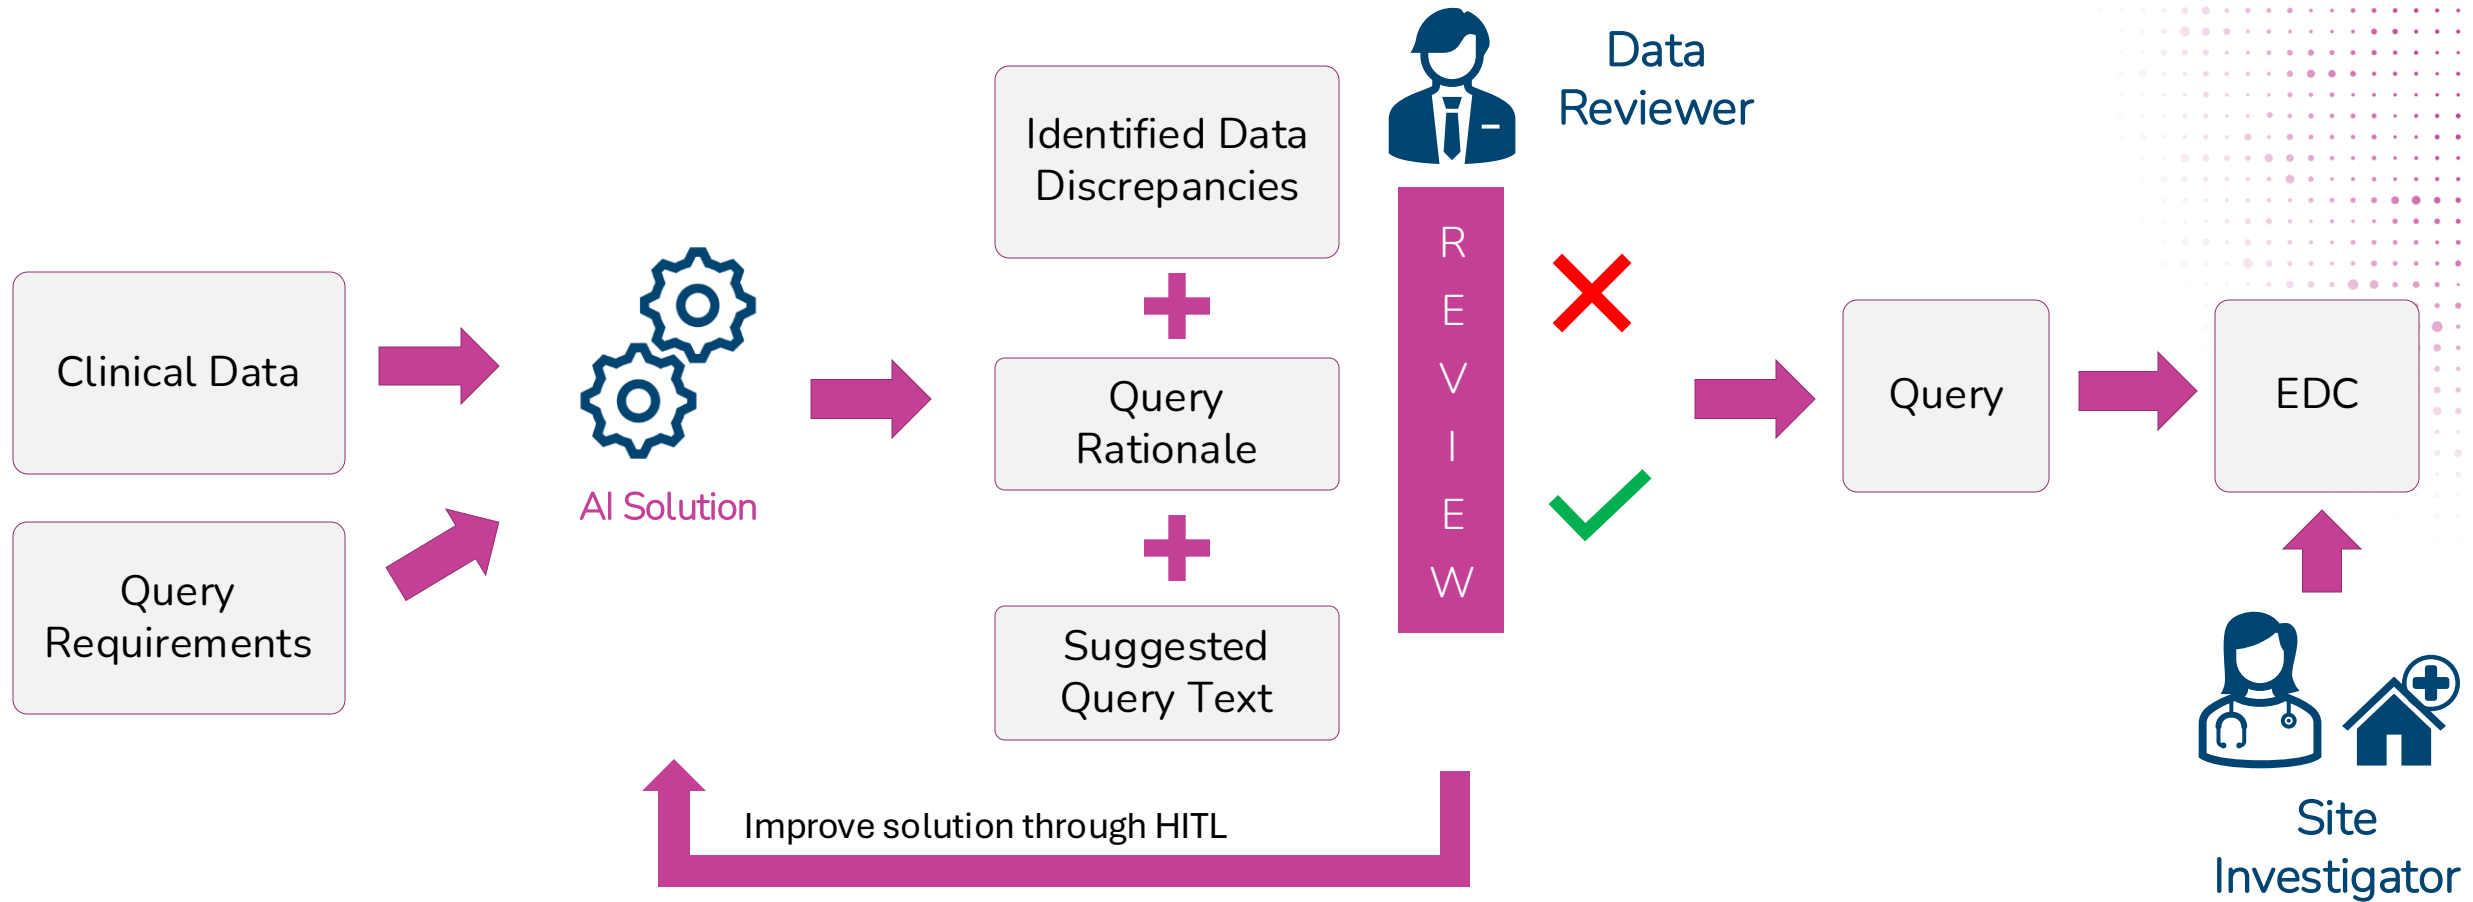 Clinical Data
Query
Requirements
AI Solution
Identified Data
Discrepancies
Query
Rationale
Suggested
Query Text
Data
Reviewer
R
E
V
I
E
W
Query
EDC
Site
Investigator
Improve solution through HITL